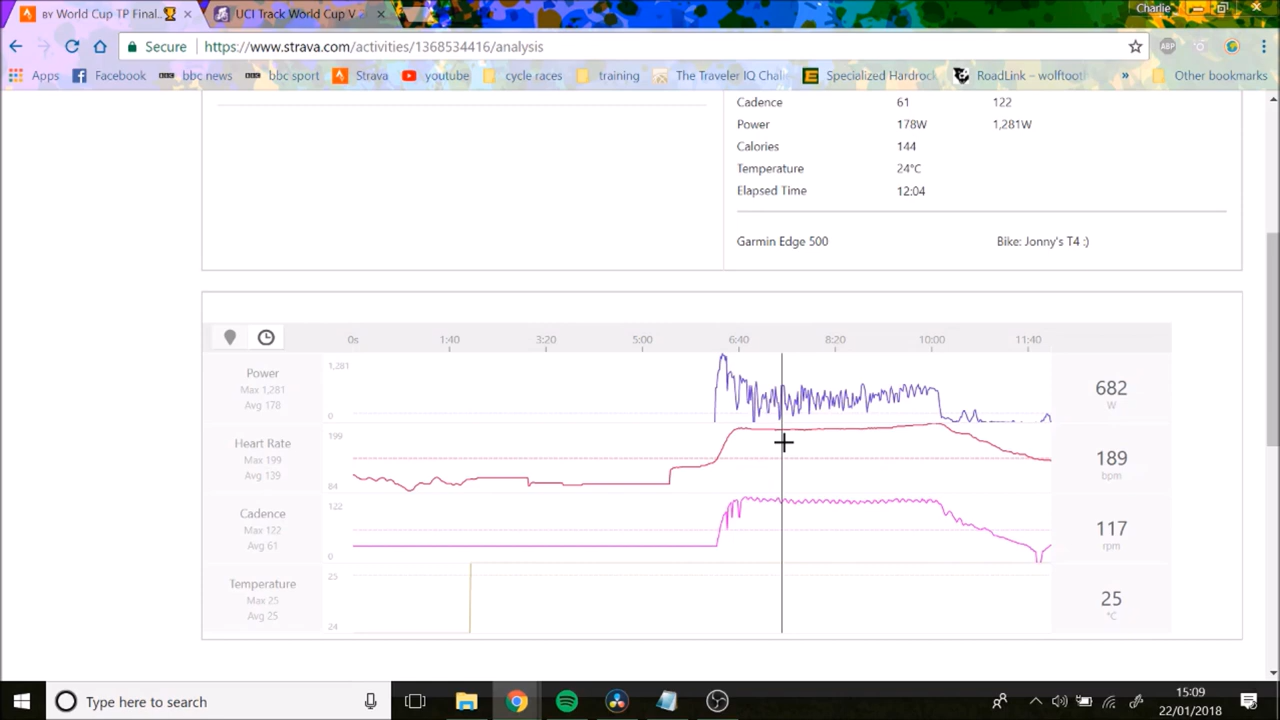 BY World Cup TP Final...
UCI Track World Cup V
Charlie
Secure https://www.strava.com/activities/1368534416/analysis
ABP
Apps Facebook bbc news bbc sport Strava youtube cycle races training The Traveler IQ Chal Specialized Hardrock RoadLink – wolftoot » Other bookmarks
Cadence 61 122
Power 178W 1,281W
Calories 144
Temperature 24°C
Elapsed Time 12:04
Garmin Edge 500 Bike: Jonny's T4 :)
0s 1:40 3:20 5:00 6:40 8:20 10:00 11:40
Power
Max 1,281
Avg 178
1,281
0
682
W
Heart Rate
Max 199
Avg 139
199
84
189
bpm
Cadence
Max 122
Avg 61
122
0
117
rpm
Temperature
Max 25
Avg 25
25
24
25
°C
Type here to search
15:09
22/01/2018